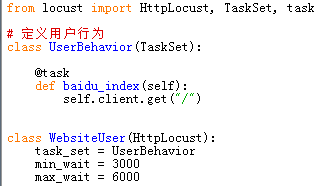 from locust import HttpLocust, TaskSet, task
# 定义用户行为
class UserBehavior(TaskSet):
@task
def baidu_index(self):
self.client.get("/")
class WebsiteUser(HttpLocust):
task_set = UserBehavior
min_wait = 3000
max_wait = 6000